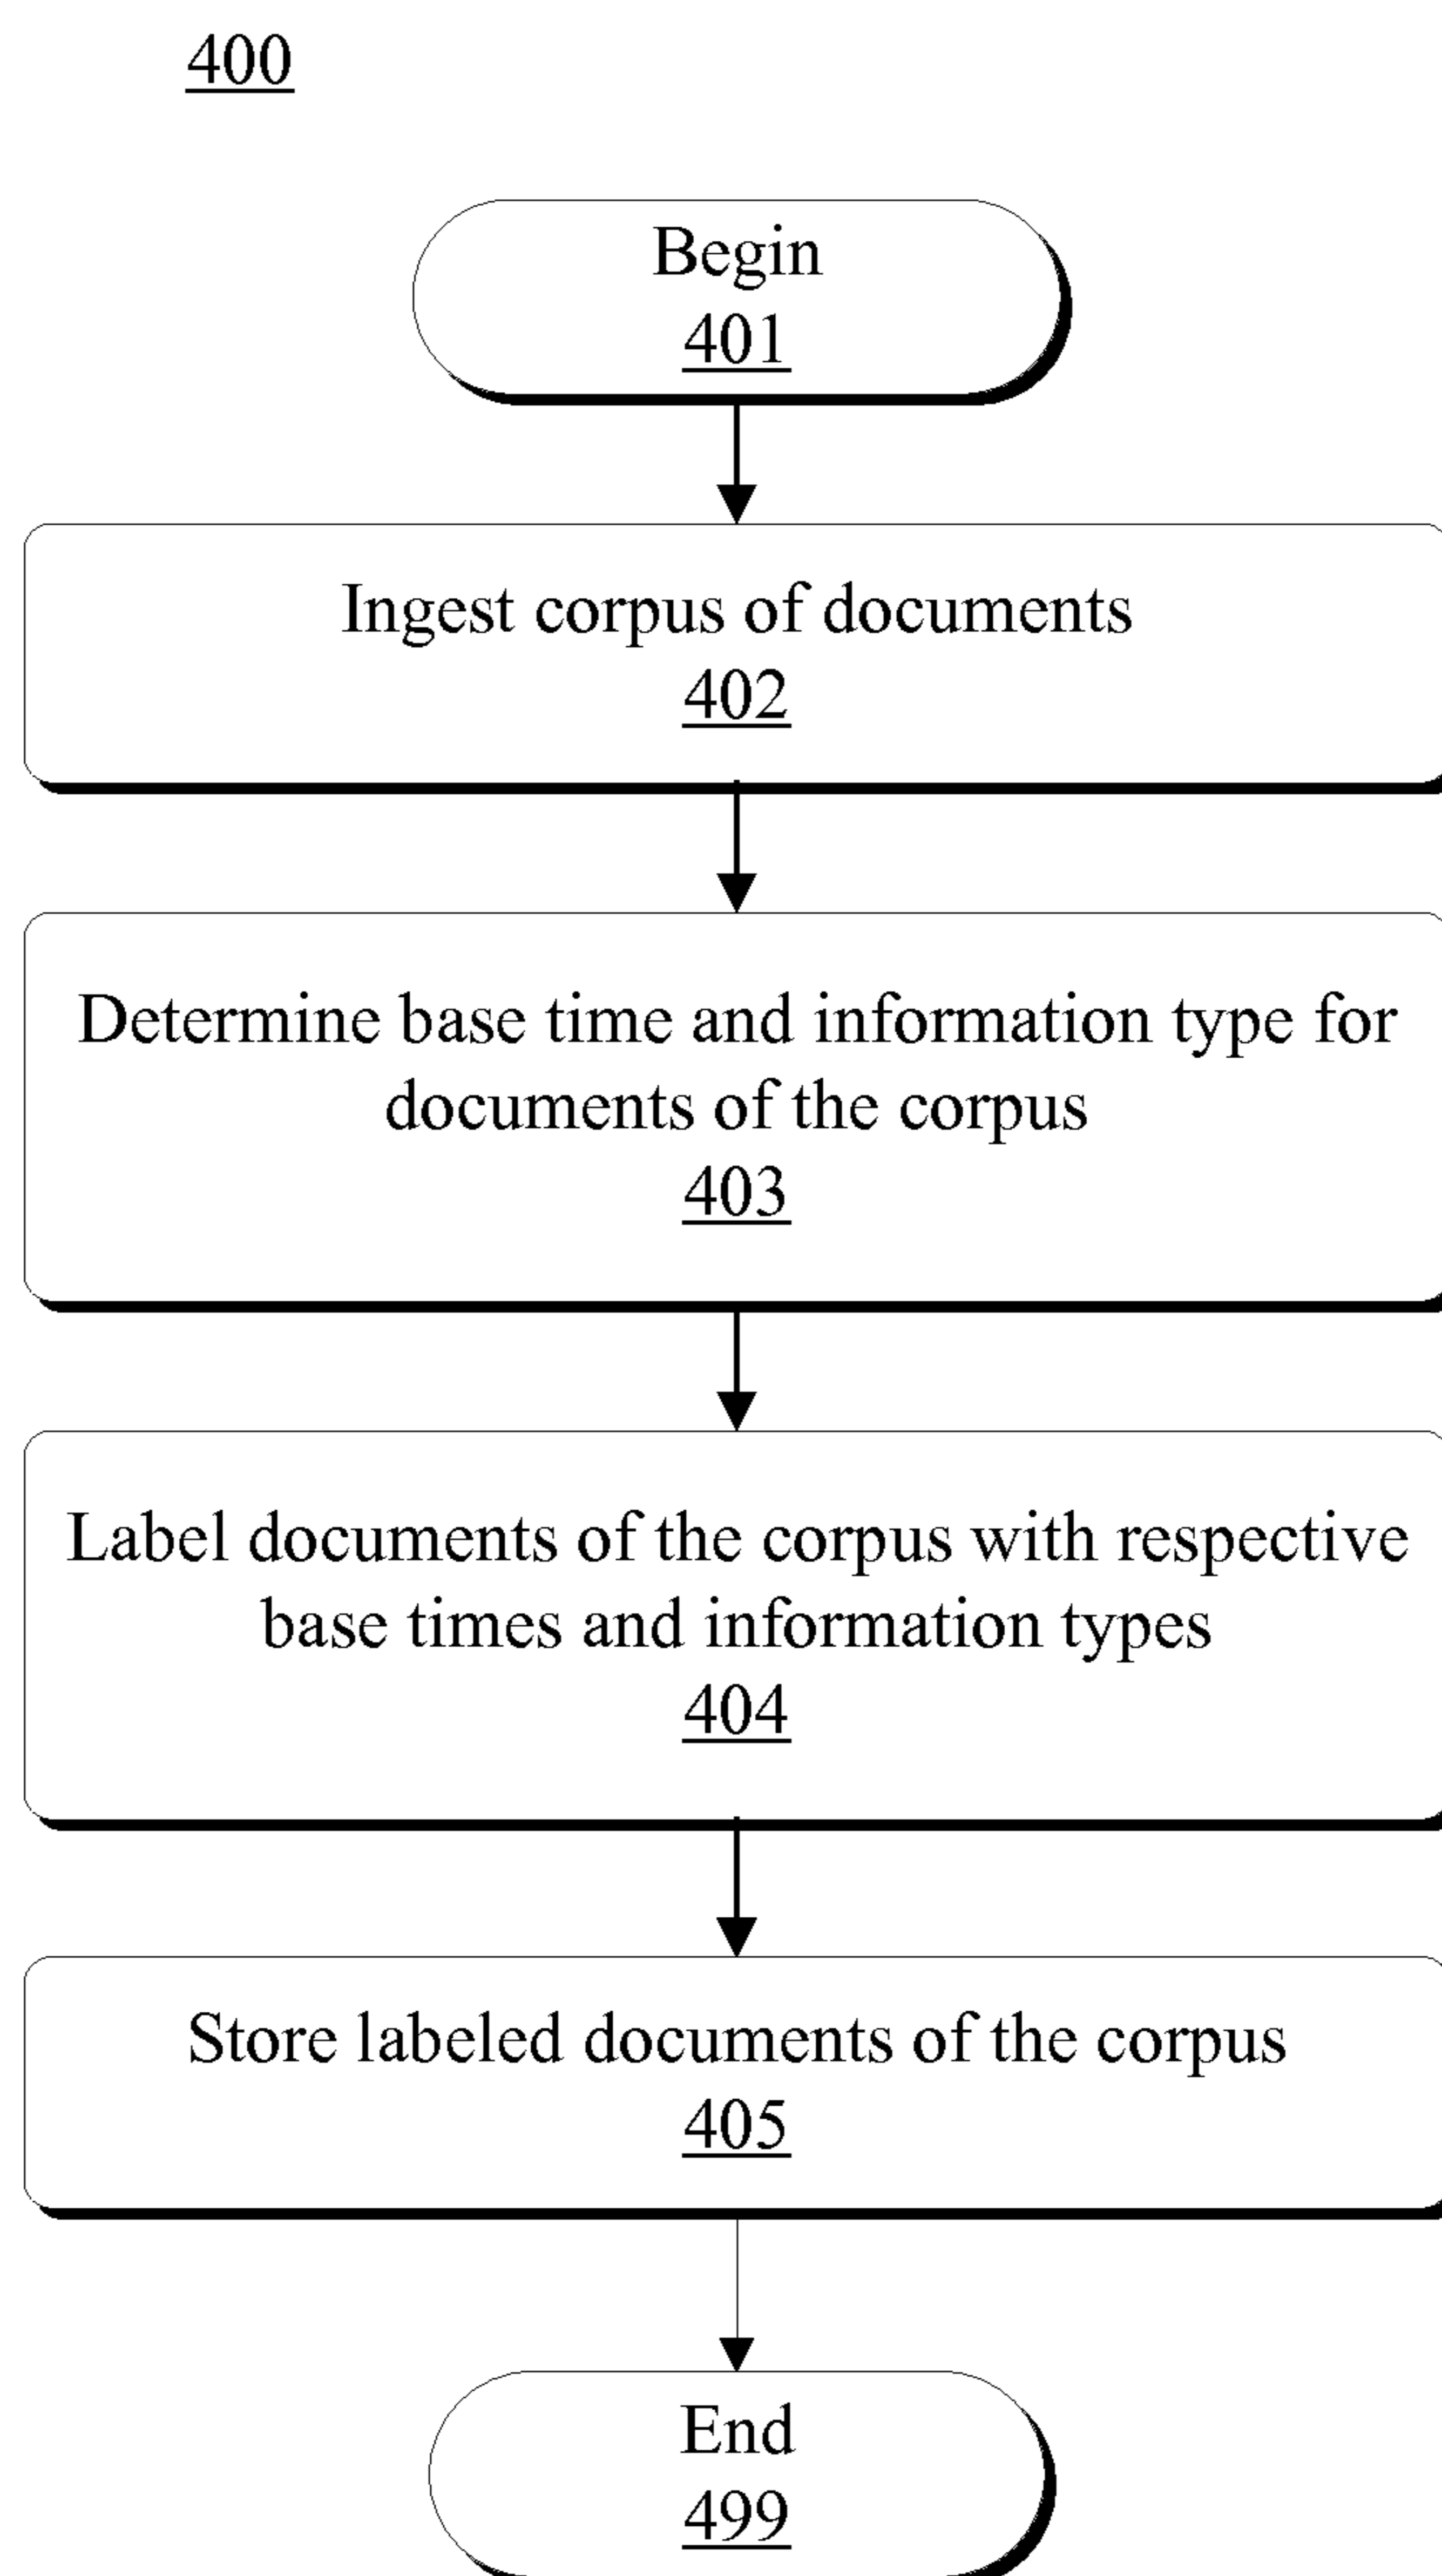 400
Begin
401
Ingest corpus of documents
402
Determine base time and information type for
documents of the corpus
403
Label documents of the corpus with respective
base times and information types
404
Store labeled documents of the corpus
405
End
499